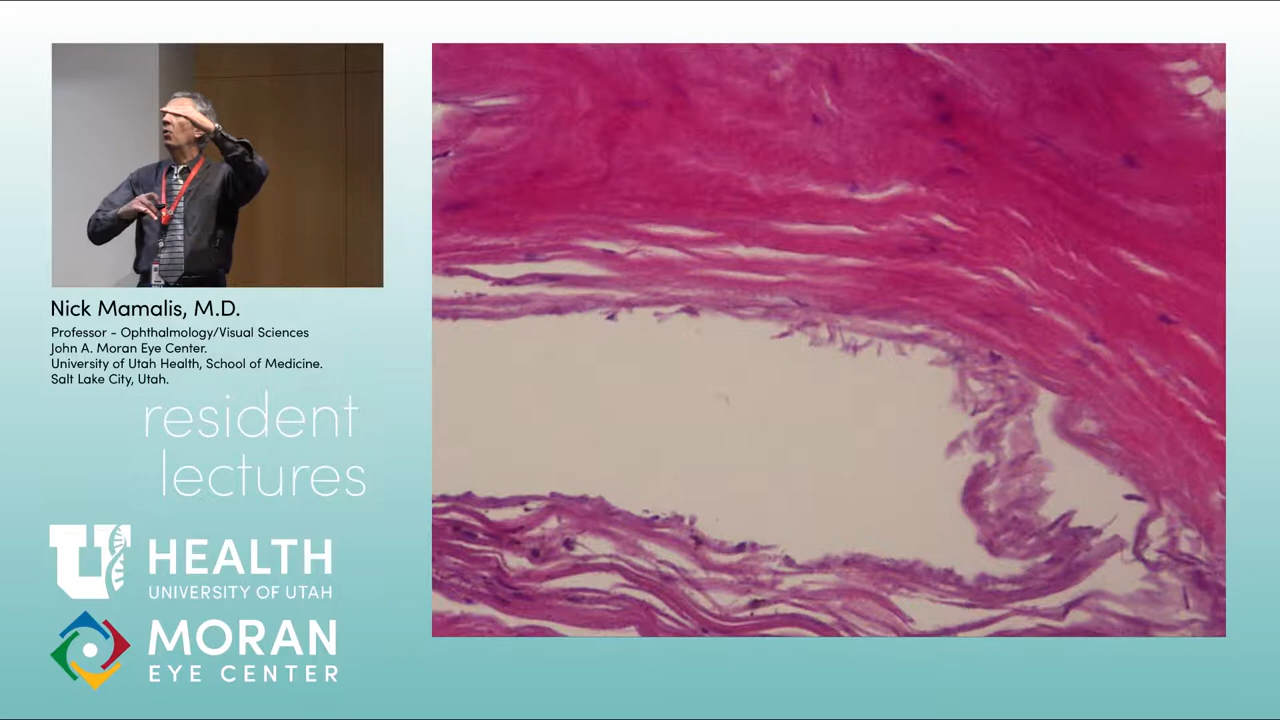 Nick Mamalis, M.D.
Professor - Ophthalmology/Visual Sciences
John A. Moran Eye Center.
University of Utah Health, School of Medicine.
Salt Lake City, Utah.
resident
lectures
U HEALTH
UNIVERSITY OF UTAH
MORAN
EYE CENTER